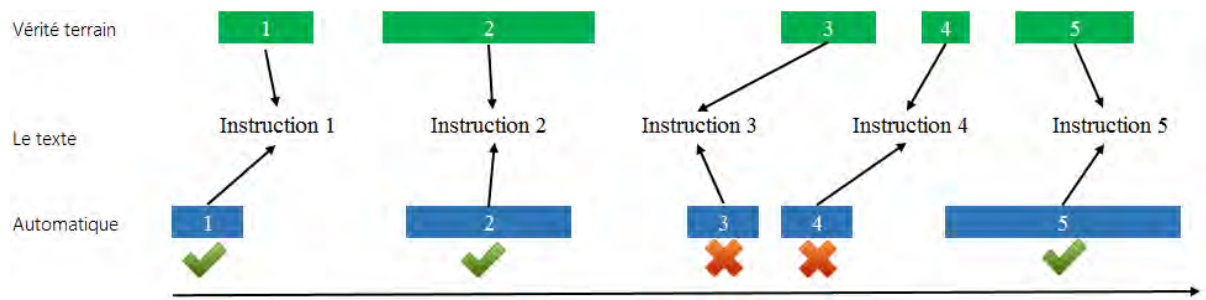 Vérité terrain 1 2 3 4 5
Le texte Instruction 1 Instruction 2 Instruction 3 Instruction 4 Instruction 5
Automatique 1 2 3 4 5